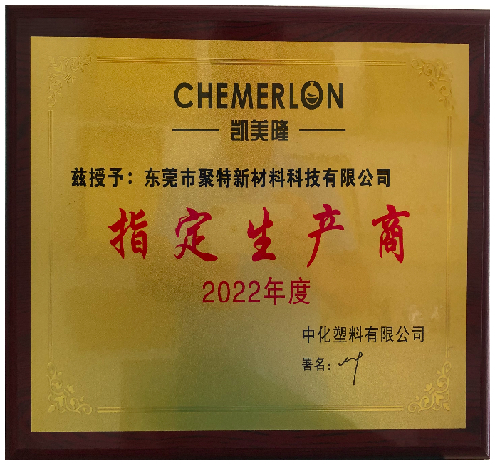 CHEMERLON
凯美隆
兹授予：东莞市聚特新材料科技有限公司
指定生产商
2022年度
中化塑料有限公司
署名：